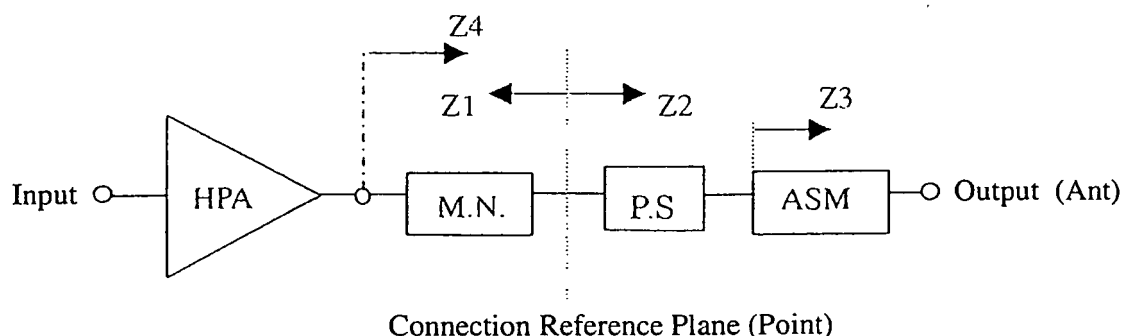 Z4
Z1
Z2
Z3
Input
HPA
M.N.
P.S
ASM
Output (Ant)
Connection Reference Plane (Point)